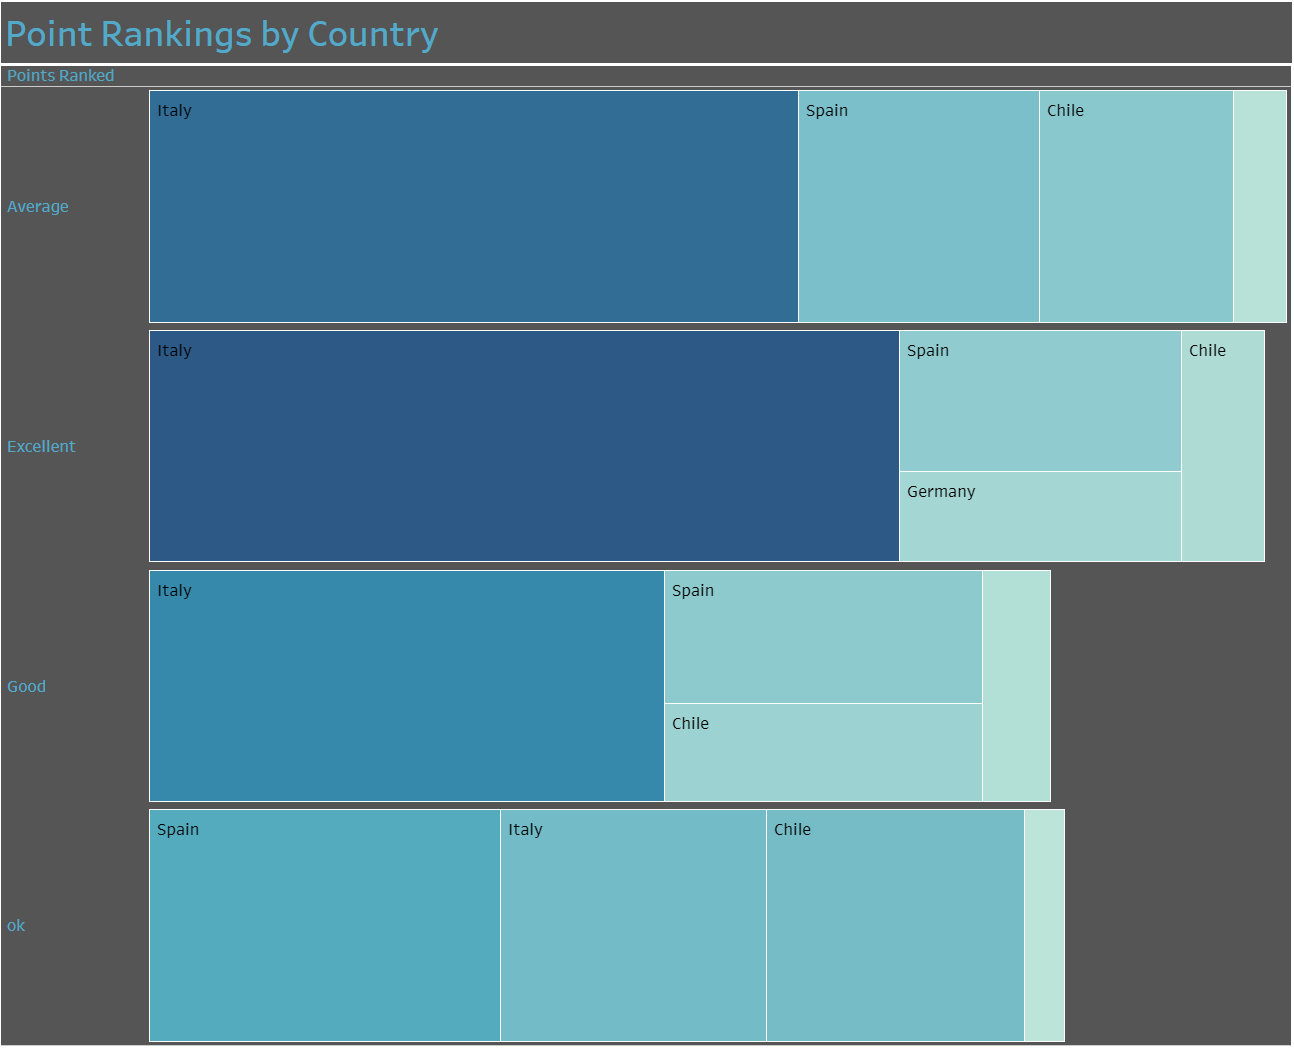 Point Rankings by Country
Points Ranked
Average
Italy
Spain
Chile
Excellent
Italy
Spain
Germany
Chile
Good
Italy
Spain
Chile
ok
Spain
Italy
Chile